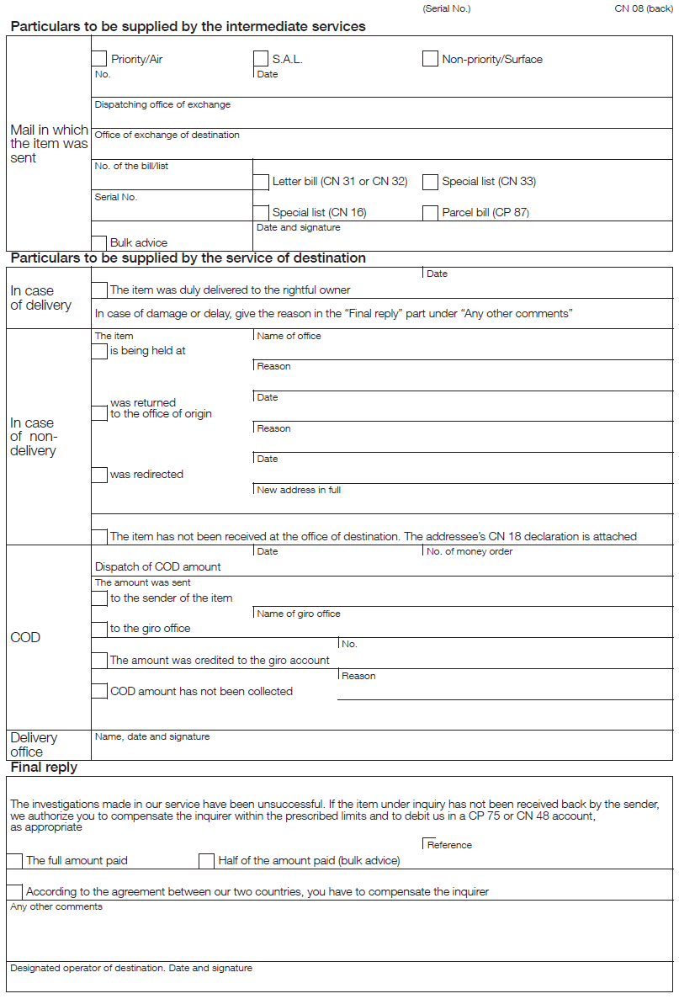 (Serial No.) CN 08 (back)
Particulars to be supplied by the intermediate services
Mail in which
the item was
sent
Priority/Air S.A.L. Non-priority/Surface
No. Date
Dispatching office of exchange
Office of exchange of destination
No. of the bill/list
Letter bill (CN 31 or CN 32) Special list (CN 33)
Serial No.
Special list (CN 16) Parcel bill (CP 87)
Date and signature
Bulk advice
Particulars to be supplied by the service of destination
In case
of delivery
Date
The item was duly delivered to the rightful owner
In case of damage or delay, give the reason in the “Final reply” part under “Any other comments”
In case
of non-
delivery
The item Name of office
is being held at
Reason
was returned
to the office of origin
Date
Reason
Date
was redirected
New address in full
The item has not been received at the office of destination. The addressee’s CN 18 declaration is attached
COD
Date No. of money order
Dispatch of COD amount
The amount was sent
to the sender of the item
Name of giro office
to the giro office
No.
The amount was credited to the giro account
Reason
COD amount has not been collected
Delivery
office
Name, date and signature
Final reply
The investigations made in our service have been unsuccessful. If the item under inquiry has not been received back by the sender,
we authorize you to compensate the inquirer within the prescribed limits and to debit us in a CP 75 or CN 48 account,
as appropriate
Reference
The full amount paid Half of the amount paid (bulk advice)
According to the agreement between our two countries, you have to compensate the inquirer
Any other comments
Designated operator of destination. Date and signature